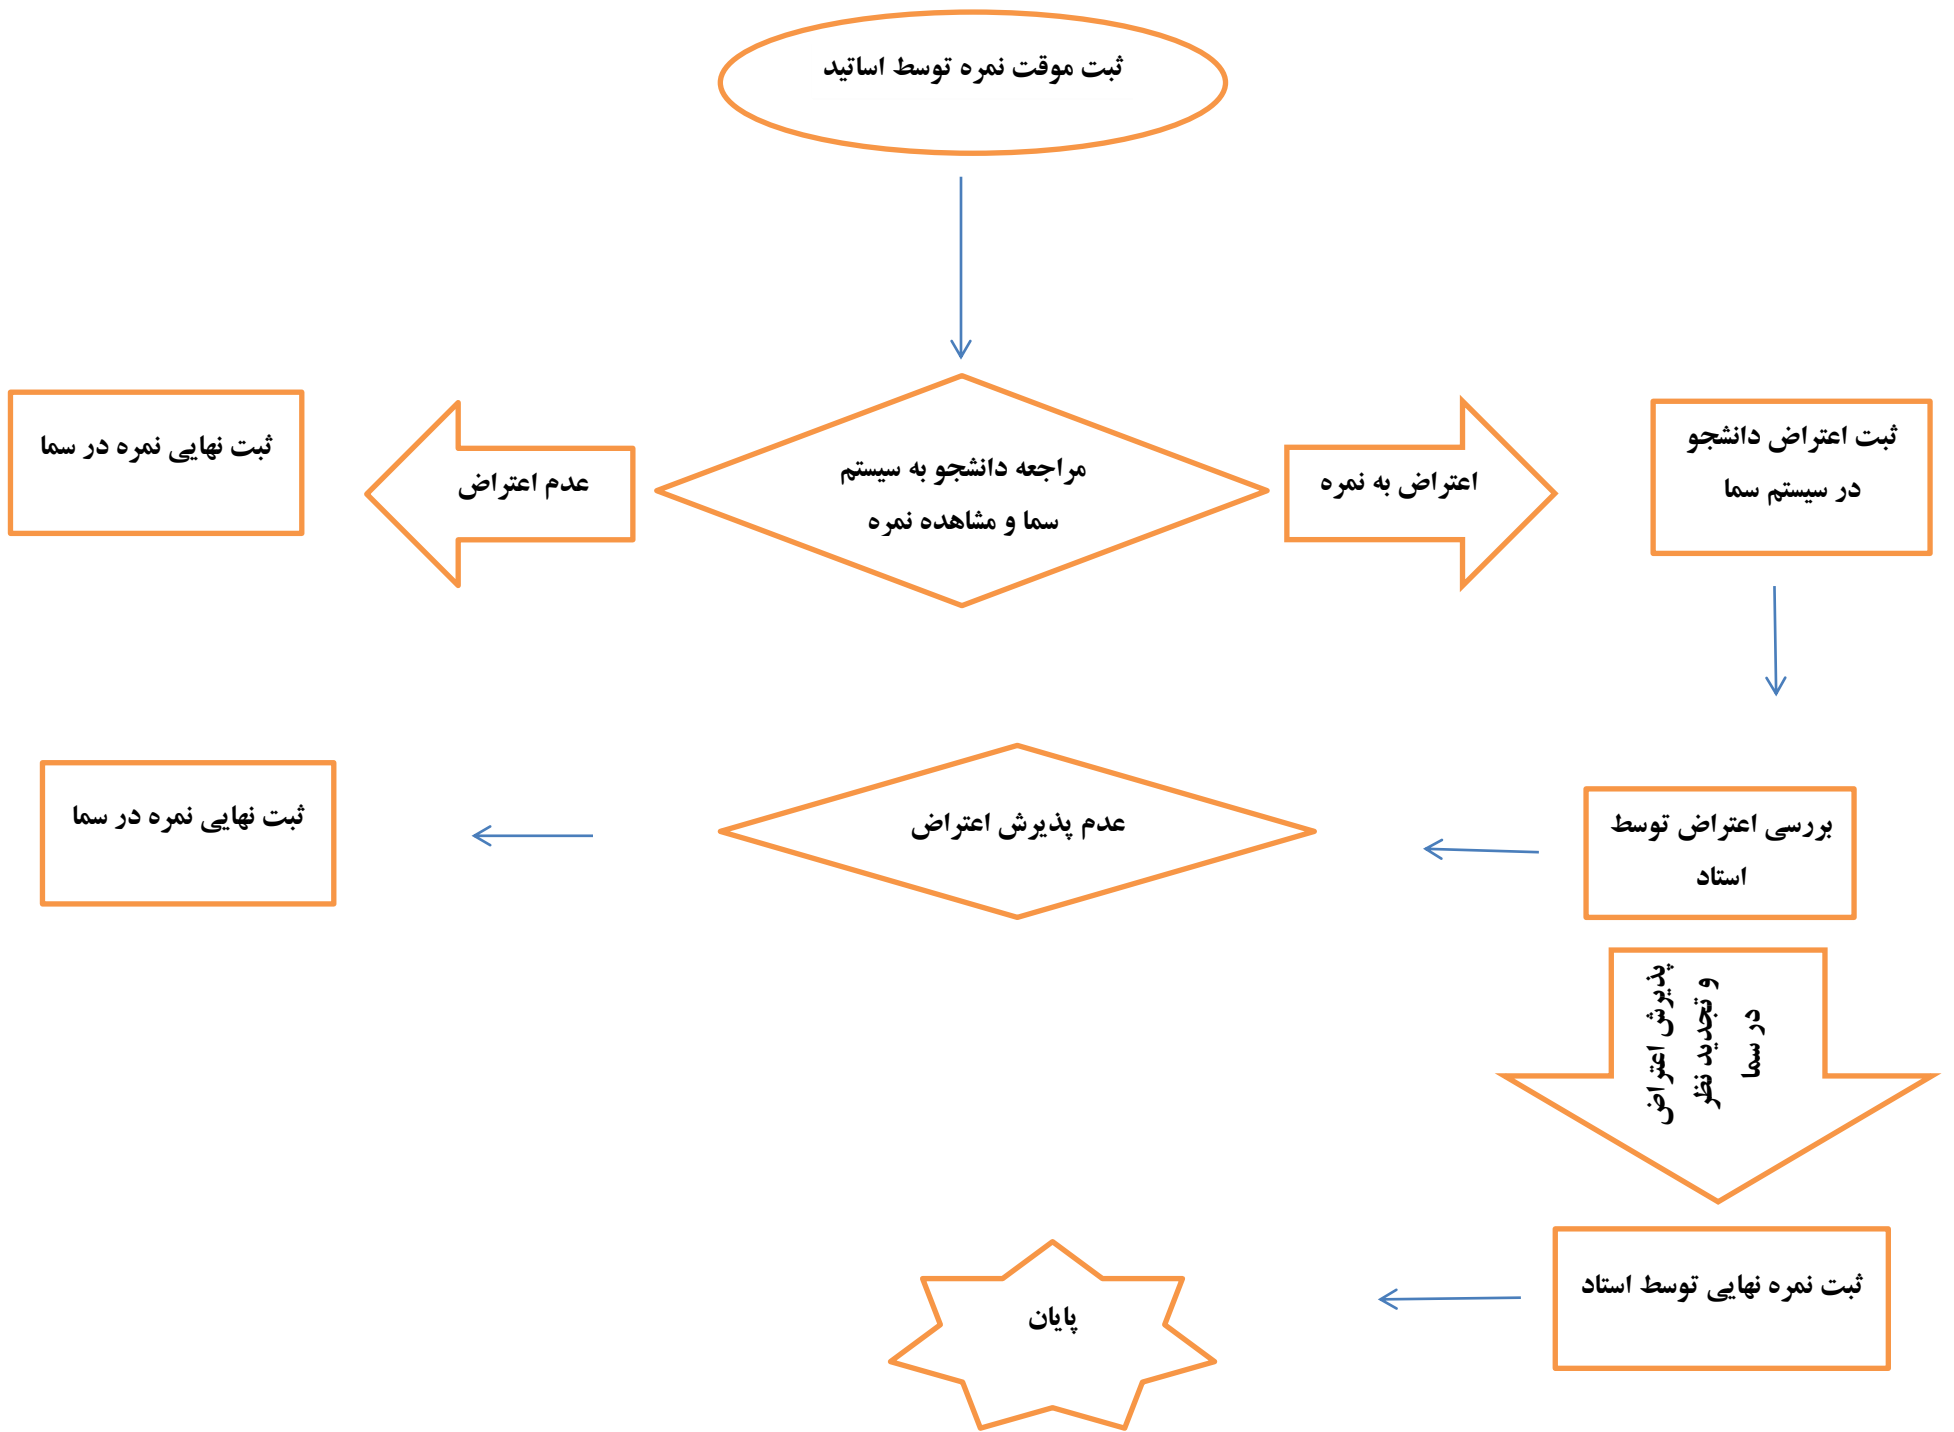 ثبت موقت نمره توسط اساتید
ثبت اعتراض دانشجو
در سیستم سما
اعتراض به نمره
مراجعه دانشجو به سیستم
سما و مشاهده نمره
عدم اعتراض
ثبت نهایی نمره در سما
بررسی اعتراض توسط
استاد
عدم پذیرش اعتراض
ثبت نهایی نمره در سما
پذیرش اعتراض
و تجدید نظر
در سما
ثبت نمره نهایی توسط استاد
پایان